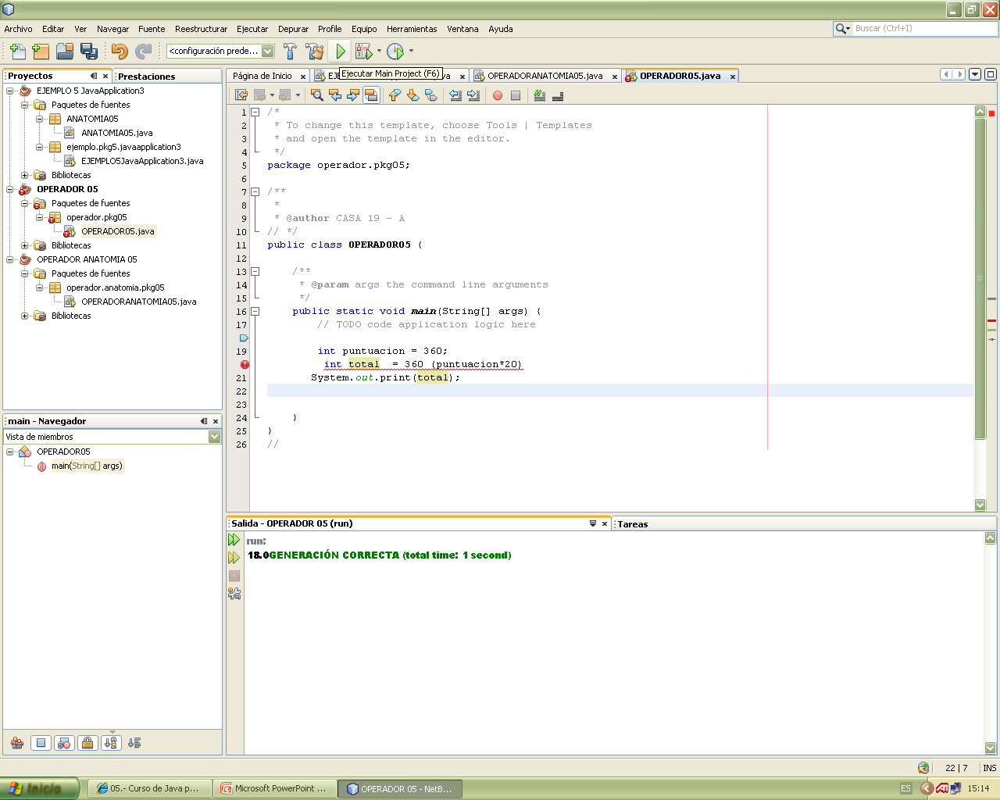 Archivo Editar Ver Navegar Fuente Reestructurar Ejecutar Depurar Profile Equipo Herramientas Ventana Ayuda
Buscar (Ctrl+I)
<configuración prede...
Ejecutar Main Project (F6)
Proyectos
Prestaciones
EJEMPLO 5 JavaApplication3
Paquetes de fuentes
ANATOMIA05
ANATOMIA05.java
ejemplo.pkg5.javaapplication3
EJEMPLO5JavaApplication3.java
Bibliotecas
OPERADOR 05
Paquetes de fuentes
operador.pkg05
OPERADOR05.java
Bibliotecas
OPERADOR ANATOMIA 05
Paquetes de fuentes
operador.anatomia.pkg05
OPERADORANATOMIA05.java
Bibliotecas
main - Navegador
Vista de miembros
OPERADOR05
main(String[] args)
Página de Inicio
OPERADORANATOMIA05.java
OPERADOR05.java
1 /*
2 * To change this template, choose Tools | Templates
3 * and open the template in the editor.
4 */
5 package operador.pkg05;
6
7 /**
8 *
9 * @author CASA 19 - A
10 // */
11 public class OPERADOR05 {
12
13 /**
14 * @param args the command line arguments
15 */
16 public static void main(String[] args) {
17 // TODO code application logic here
19 int puntuacion = 360;
int total = 360 (puntuacion*20)
21 System.out.print(total);
22
23
24 }
25 }
26 //
Salida - OPERADOR 05 (run)
Tareas
run:
18.0GENERACIÓN CORRECTA (total time: 1 second)
22 | 7 INS
Inicio
05.- Curso de Java p...
Microsoft PowerPoint ...
OPERADOR 05 - NetB...
ES
15:14